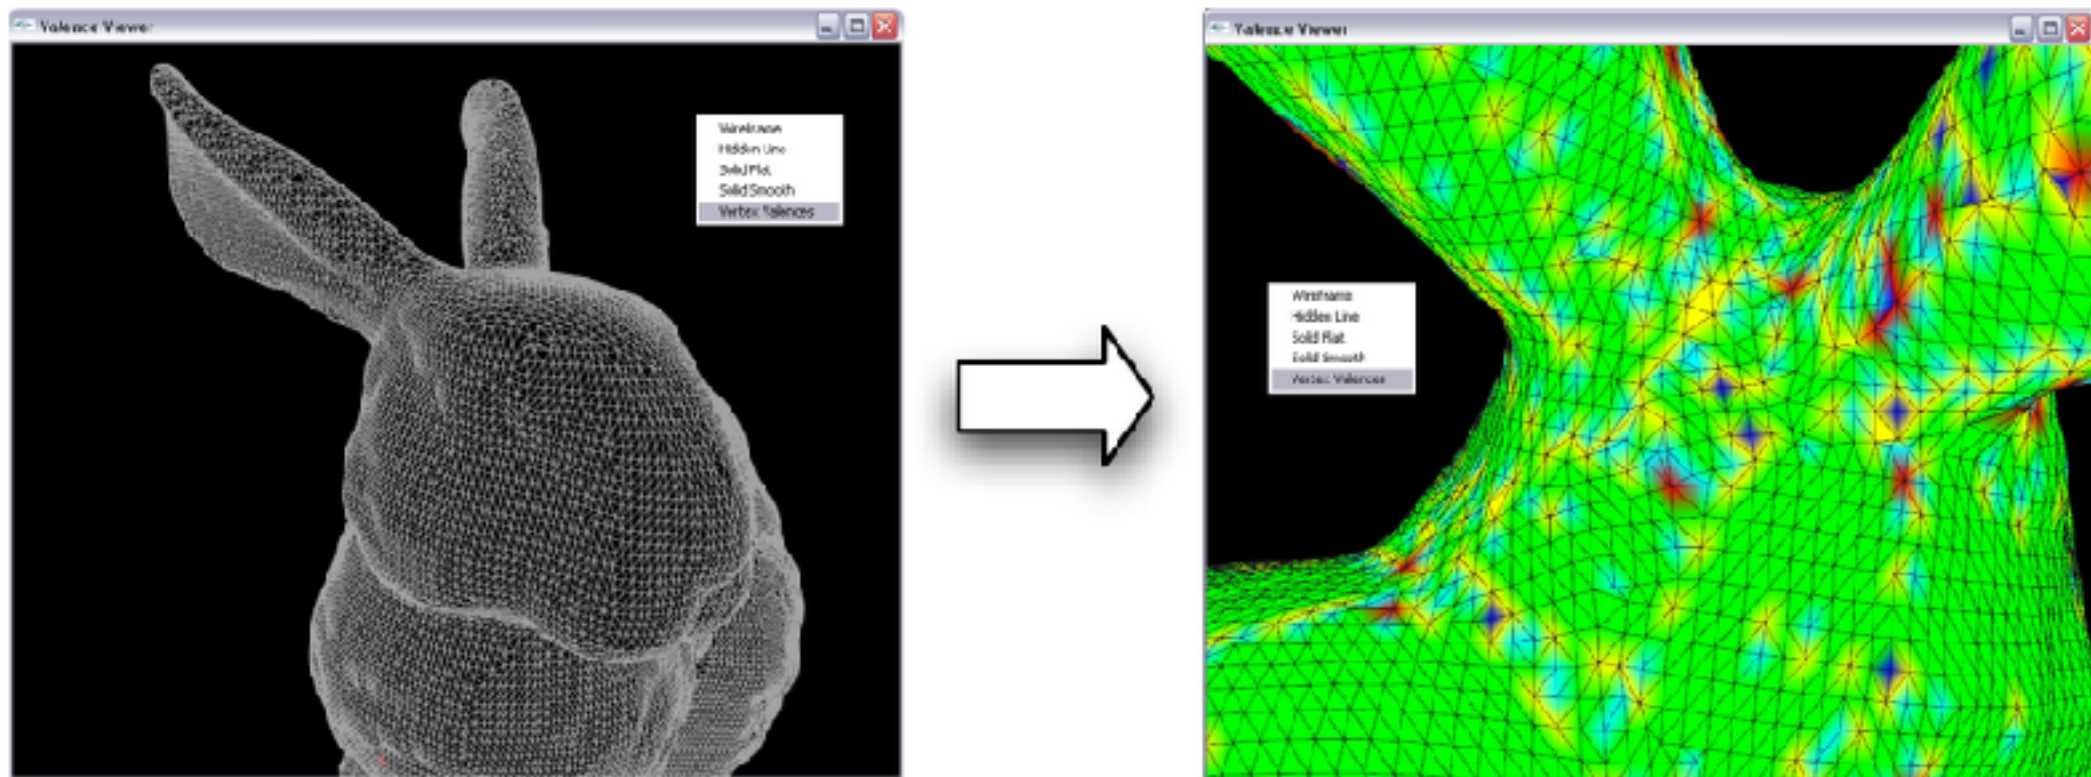 Valence Viewer
Wireframe
Hidden Line
Solid Flat
Solid Smooth
Vertex Valences
Valence Viewer
Wireframe
Hidden Line
Solid Flat
Solid Smooth
Vertex Valences